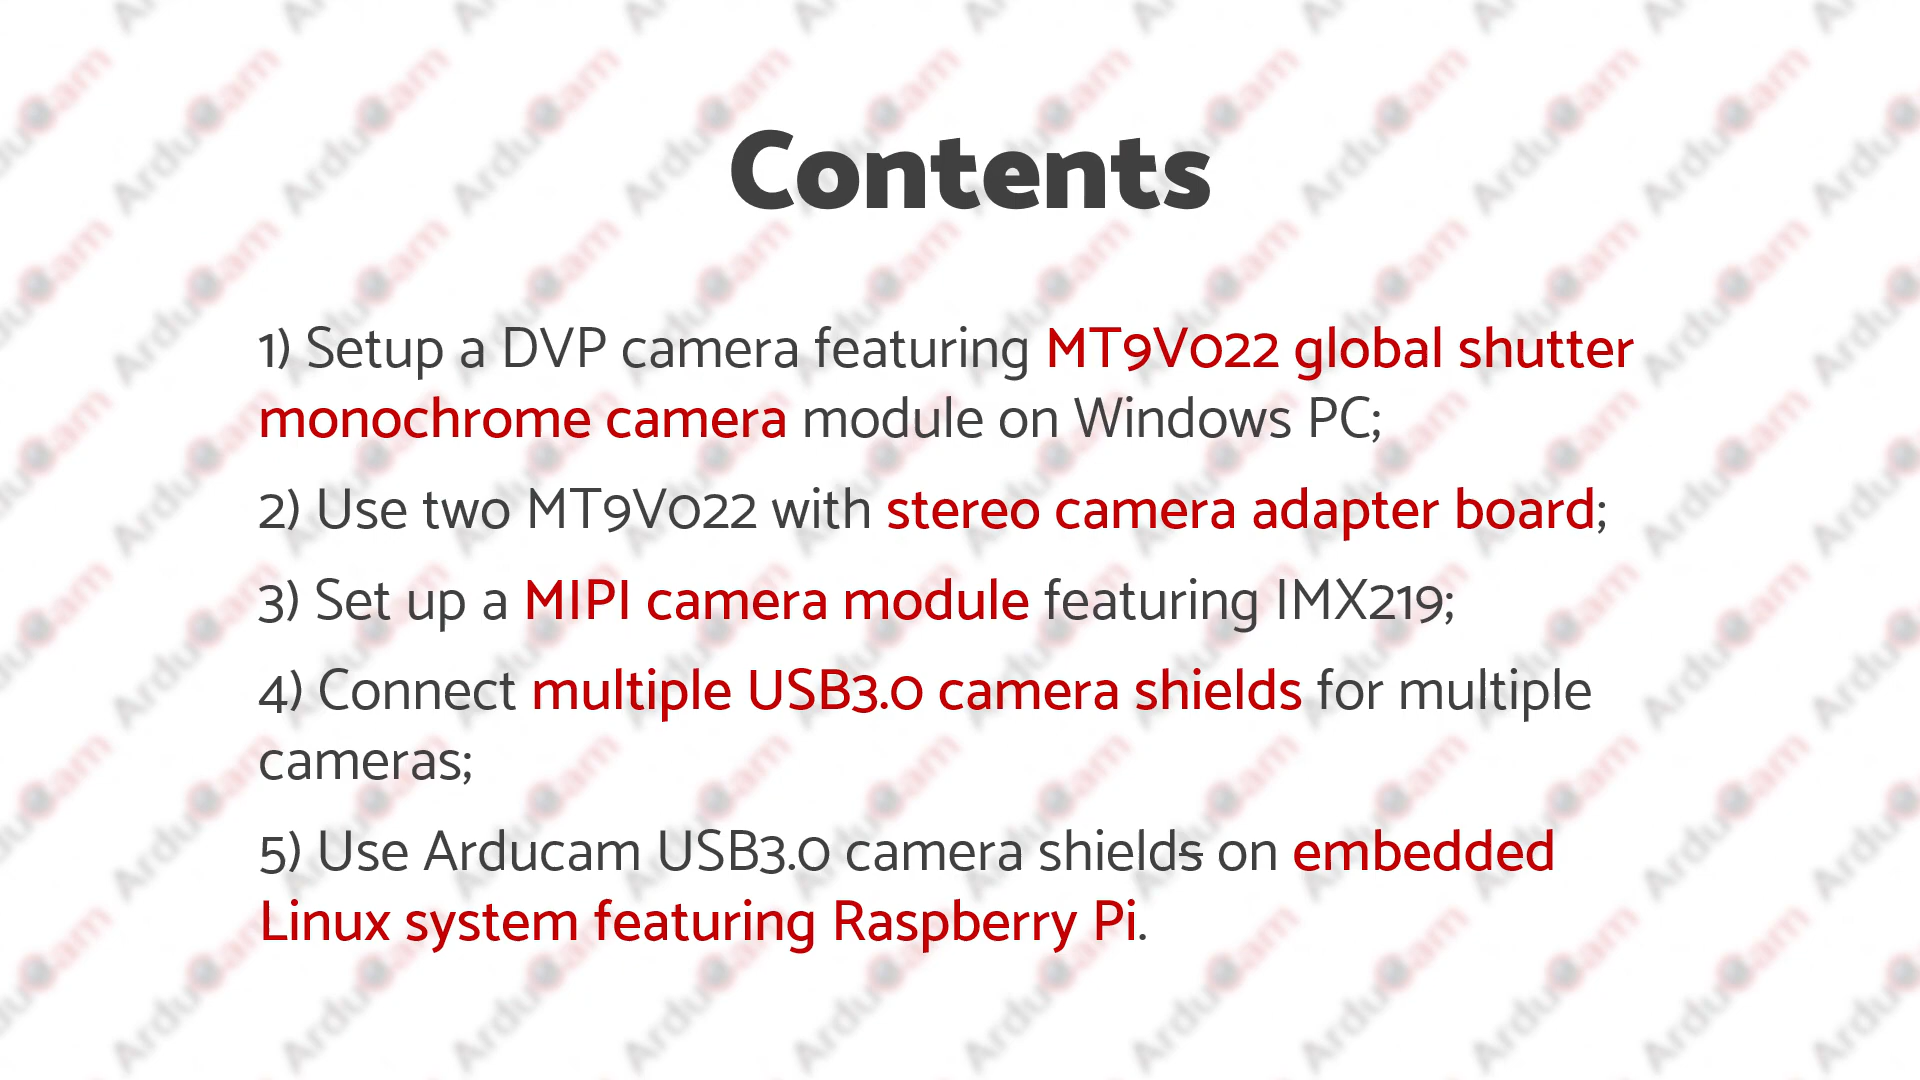 Contents
1) Setup a DVP camera featuring MT9V022 global shutter
monochrome camera module on Windows PC;
2) Use two MT9V022 with stereo camera adapter board;
3) Set up a MIPI camera module featuring IMX219;
4) Connect multiple USB3.0 camera shields for multiple
cameras;
5) Use Arducam USB3.0 camera shields on embedded
Linux system featuring Raspberry Pi.